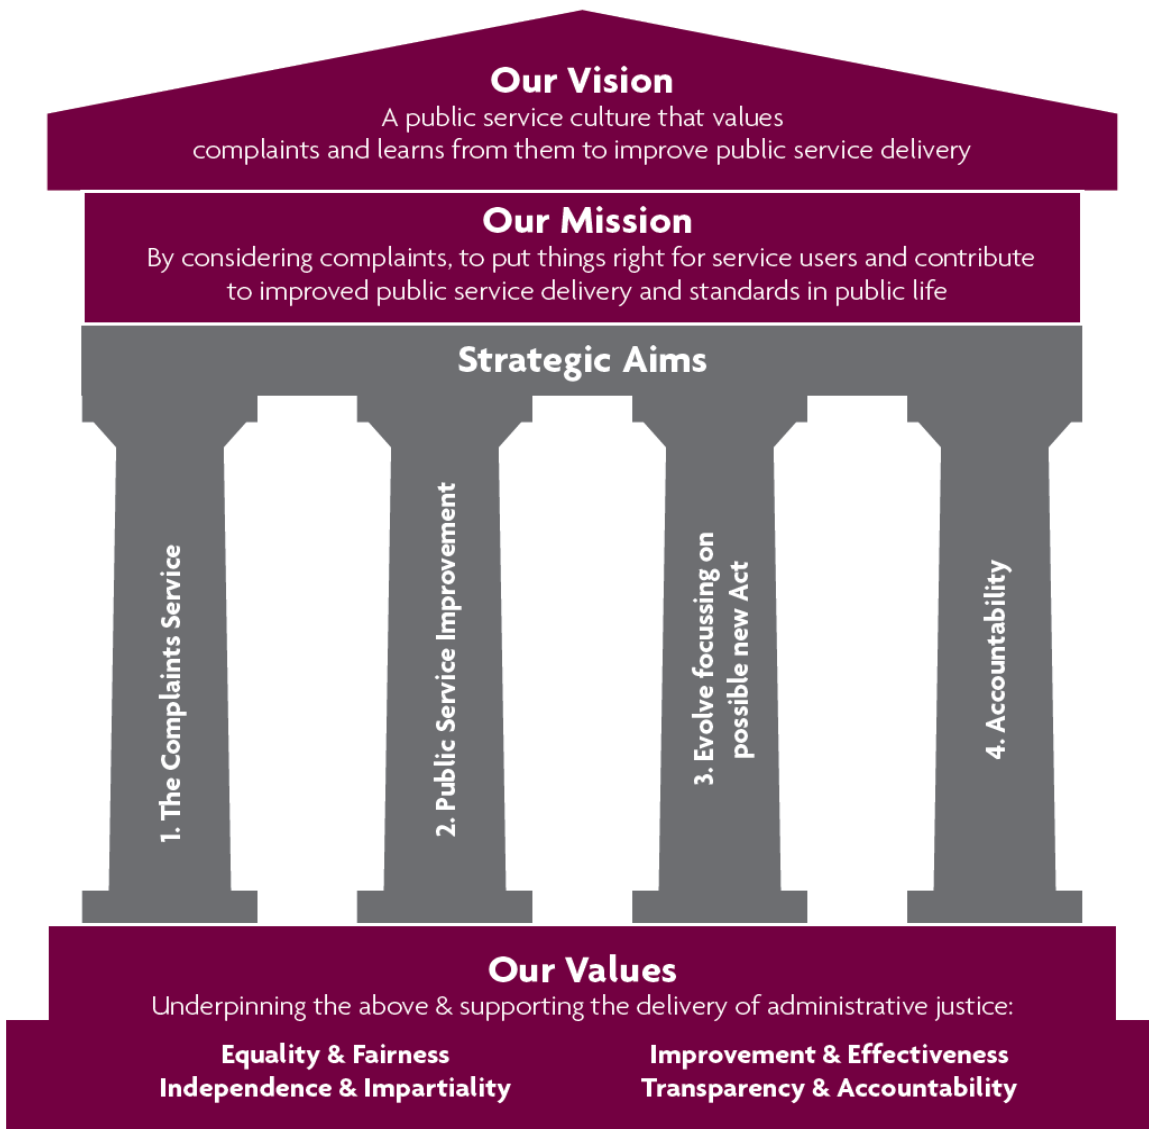 Our Vision
A public service culture that values
complaints and learns from them to improve public service delivery
Our Mission
By considering complaints, to put things right for service users and contribute
to improved public service delivery and standards in public life
Strategic Aims
1. The Complaints Service
2. Public Service Improvement
3. Evolve focussing on
possible new Act
4. Accountability
Our Values
Underpinning the above & supporting the delivery of administrative justice:
Equality & Fairness
Independence & Impartiality
Improvement & Effectiveness
Transparency & Accountability